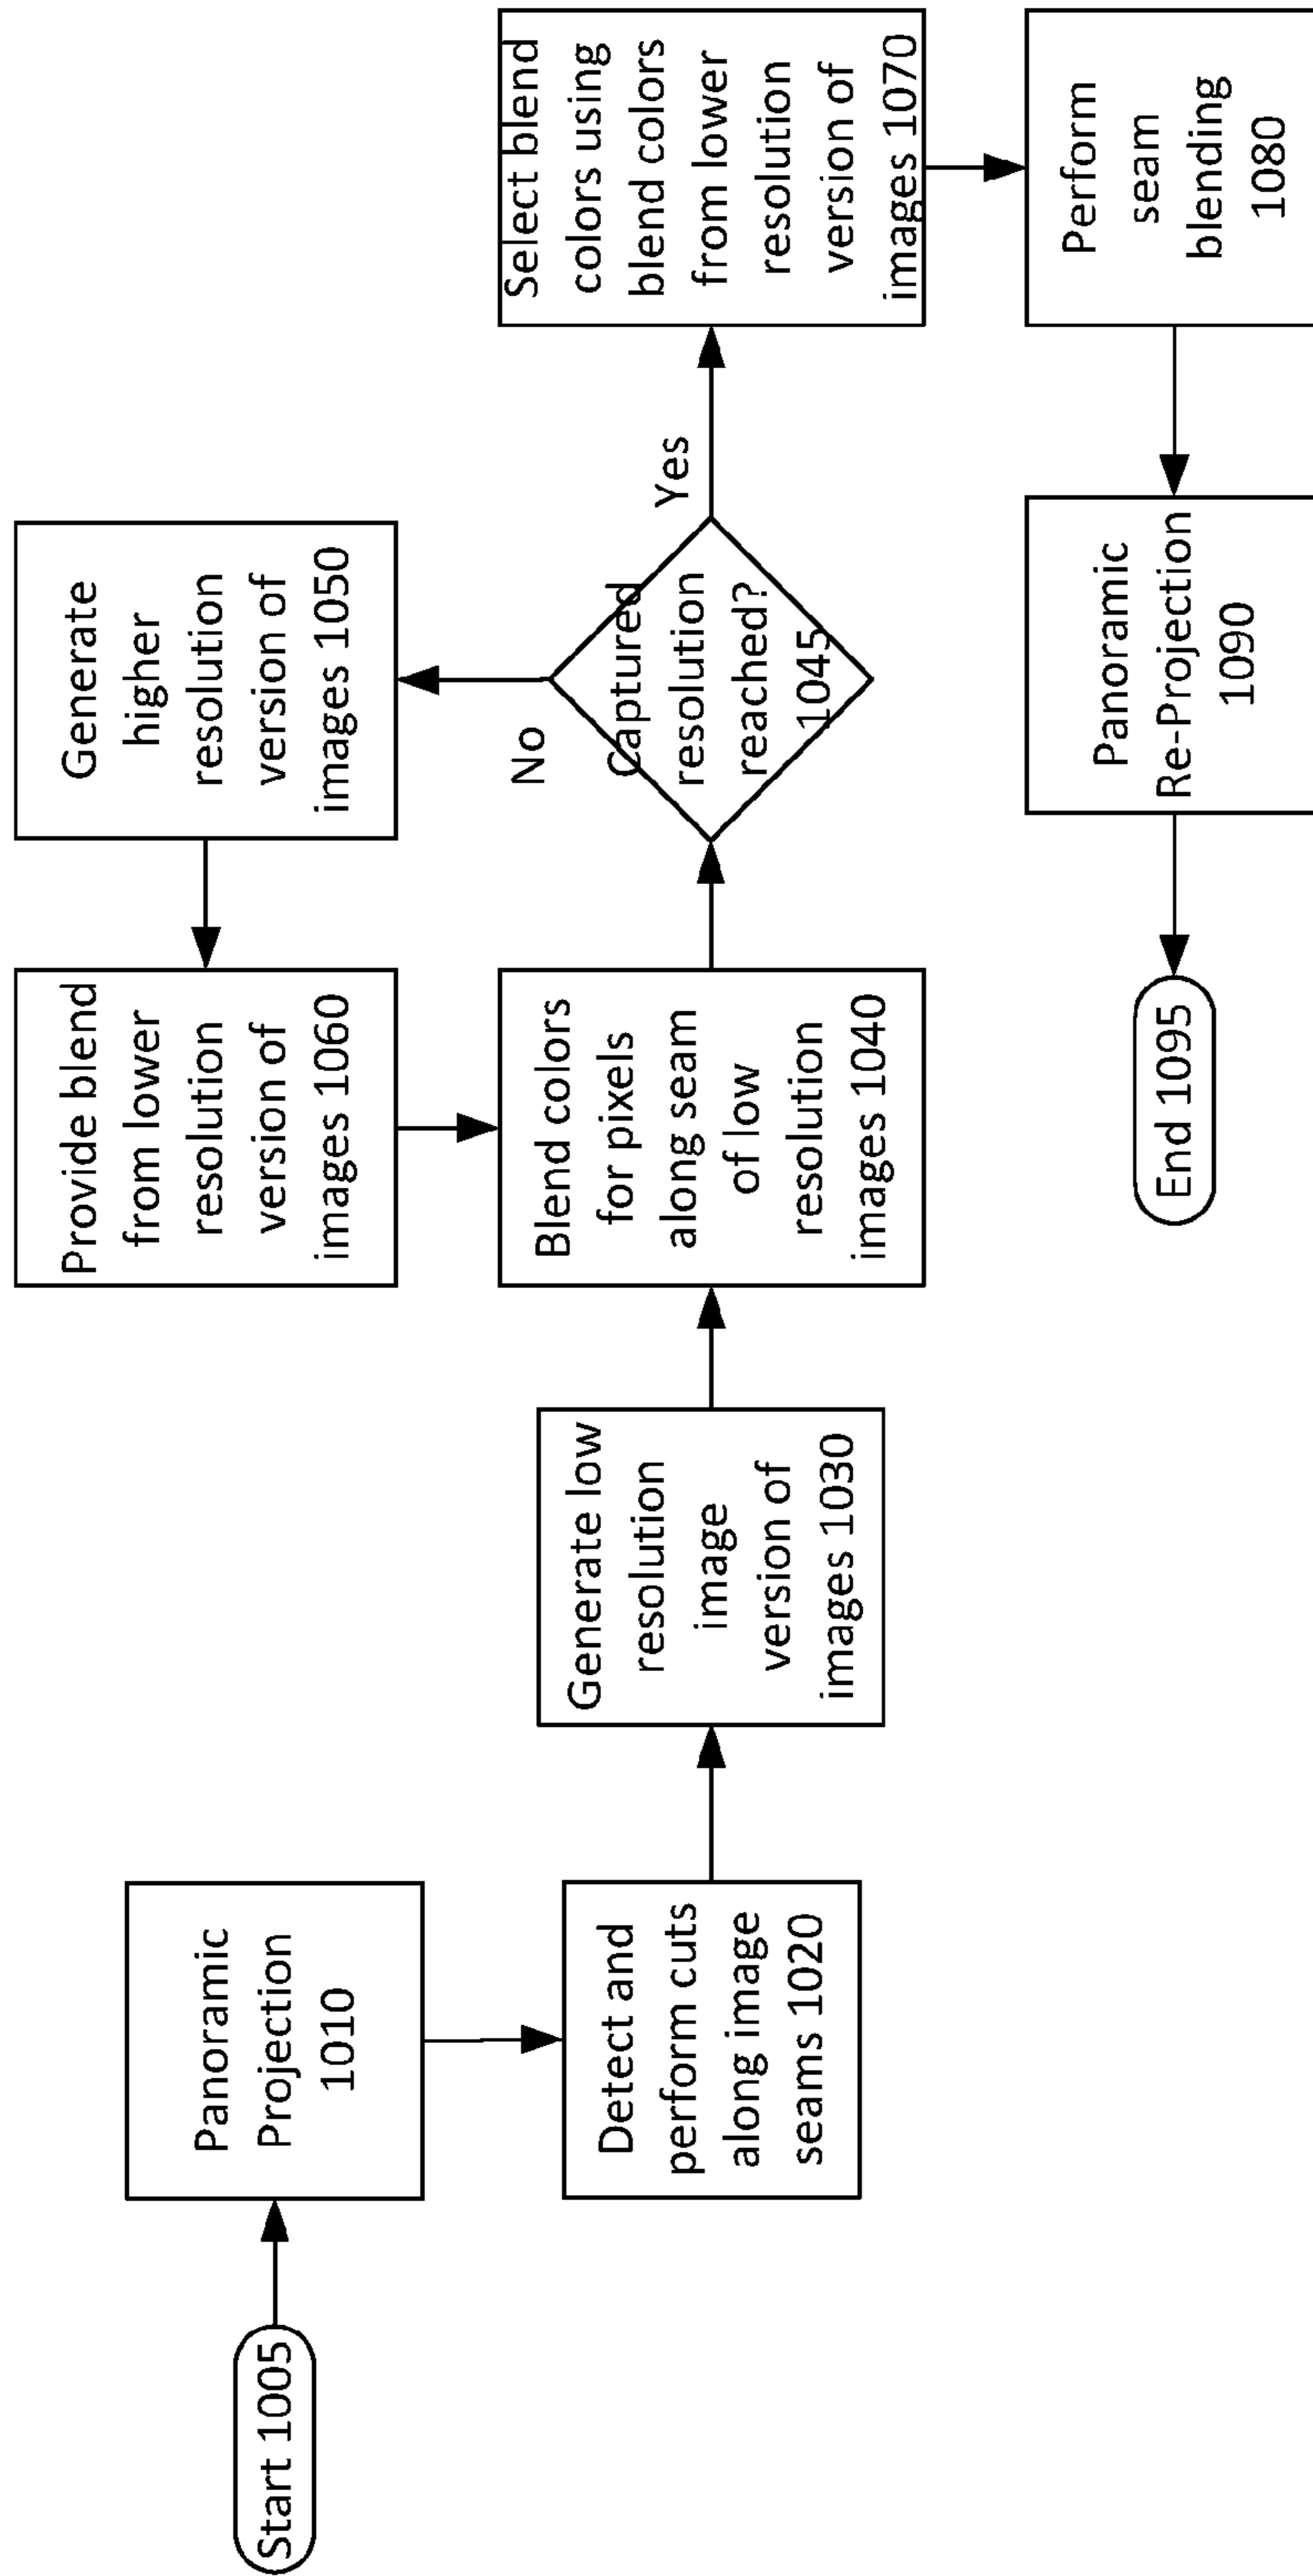 Start 1005
Panoramic
Projection
1010
Detect and
perform cuts
along image
seams 1020
Generate low
resolution
image
version of
images 1030
Blend colors
for pixels
along seam
of low
resolution
images 1040
Captured
resolution
reached?
1045
No
Generate
higher
resolution
version of
images 1050
Provide blend
from lower
resolution
version of
images 1060
Yes
Select blend
colors using
blend colors
from lower
resolution
version of
images 1070
Perform
seam
blending
1080
Panoramic
Re-Projection
1090
End 1095